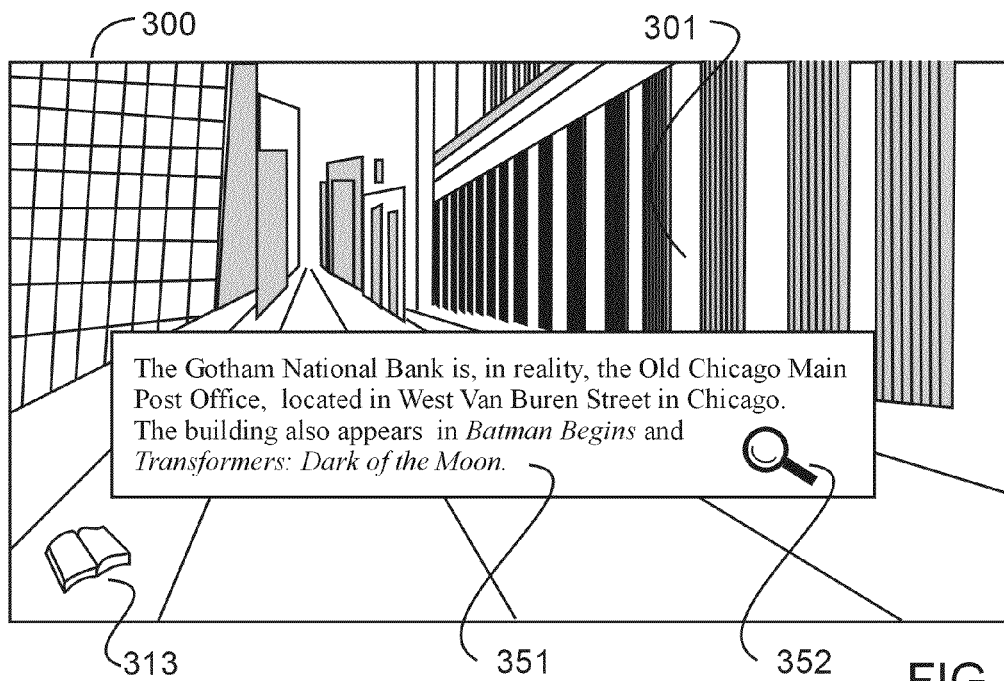 300
301
The Gotham National Bank is, in reality, the Old Chicago Main
Post Office, located in West Van Buren Street in Chicago.
The building also appears in Batman Begins and
Transformers: Dark of the Moon.
313
351
352
FIG